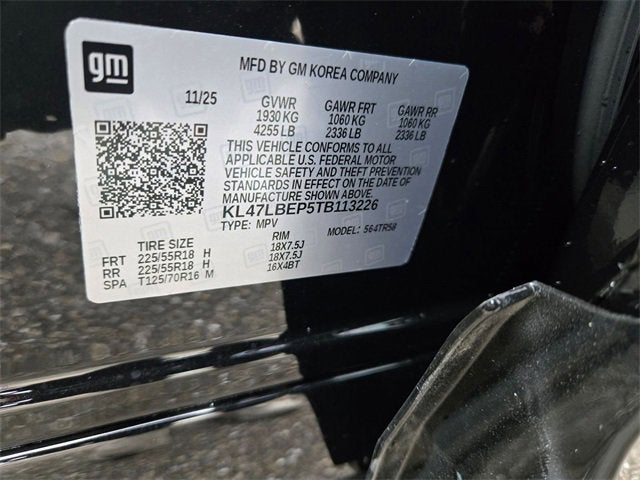 gm
MFD BY GM KOREA COMPANY
11/25 GVWR GAWR FRT GAWR RR
1930 KG 1060 KG 1060 KG
4255 LB 2336 LB 2336 LB
THIS VEHICLE CONFORMS TO ALL
APPLICABLE U.S. FEDERAL MOTOR
VEHICLE SAFETY AND THEFT PREVENTION
STANDARDS IN EFFECT ON THE DATE OF
MANUFACTURE SHOWN ABOVE.
KL47LBEP5TB113226
TYPE: MPV MODEL: 564TR58
TIRE SIZE RIM
FRT 225/55R18 H 18X7.5J
RR 225/55R18 H 18X7.5J
SPA T125/70R16 M 16X4BT